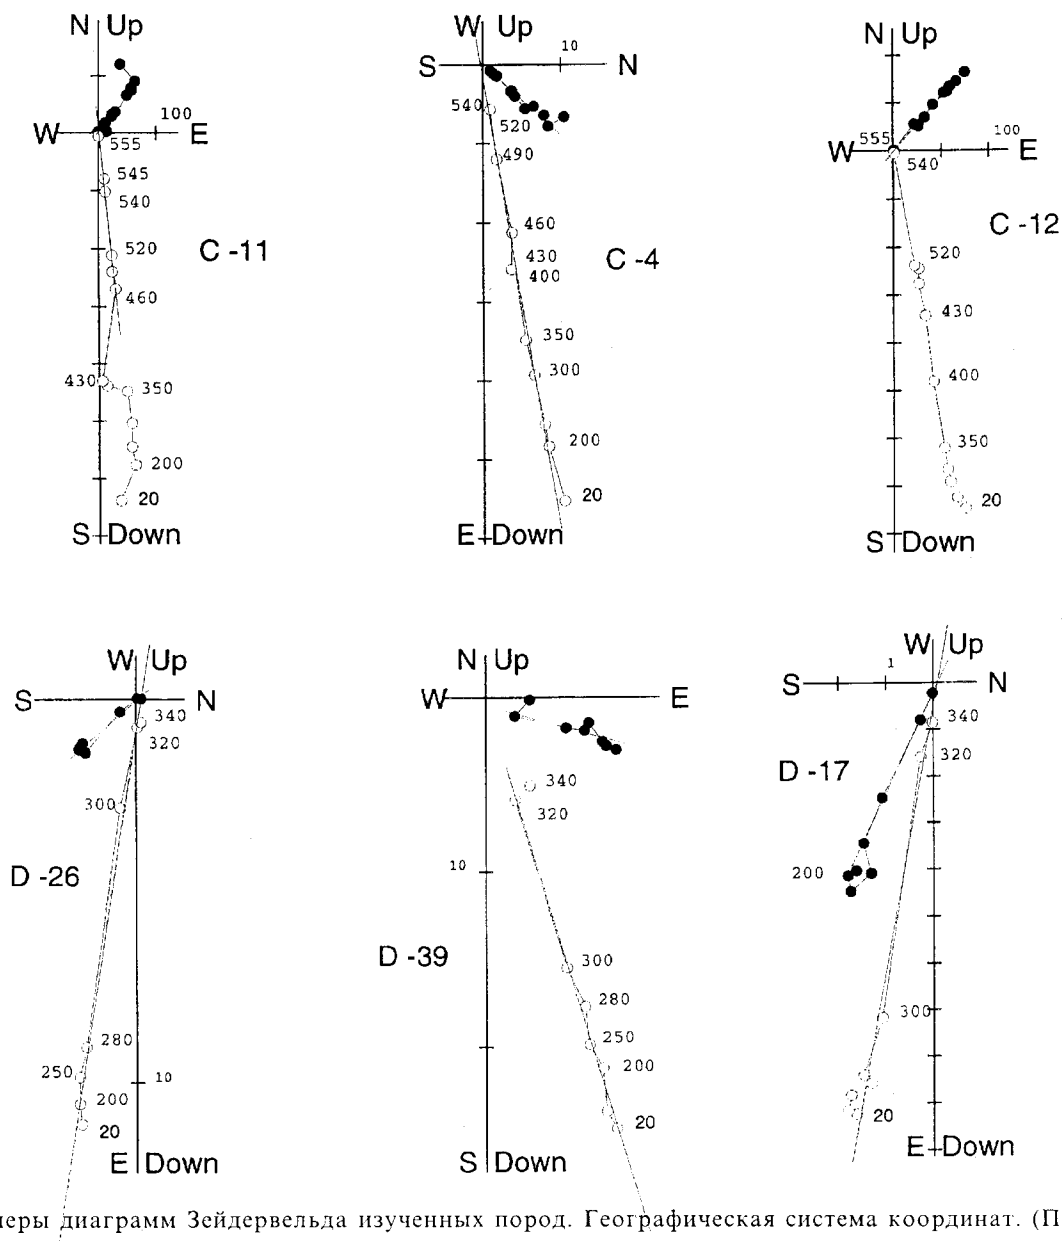 N Up
100
W E
555
545
540
520
460
430 350
200
20
S Down
C -11
W Up
10
S N
540
520
490
460
430
400
350
300
200
20
E Down
C -4
N Up
100
555
W E
540
520
430
400
350
20
S Down
C -12
W Up
S N
340
320
300
D -26
280
250
10
200
20
E Down
N Up
W E
340
320
10
D -39
300
280
250
200
20
S Down
W Up
1
S N
340
320
D -17
200
300
20
E Down
диаграмм Зейдервельда изученных пород. Географическая система координат. (П